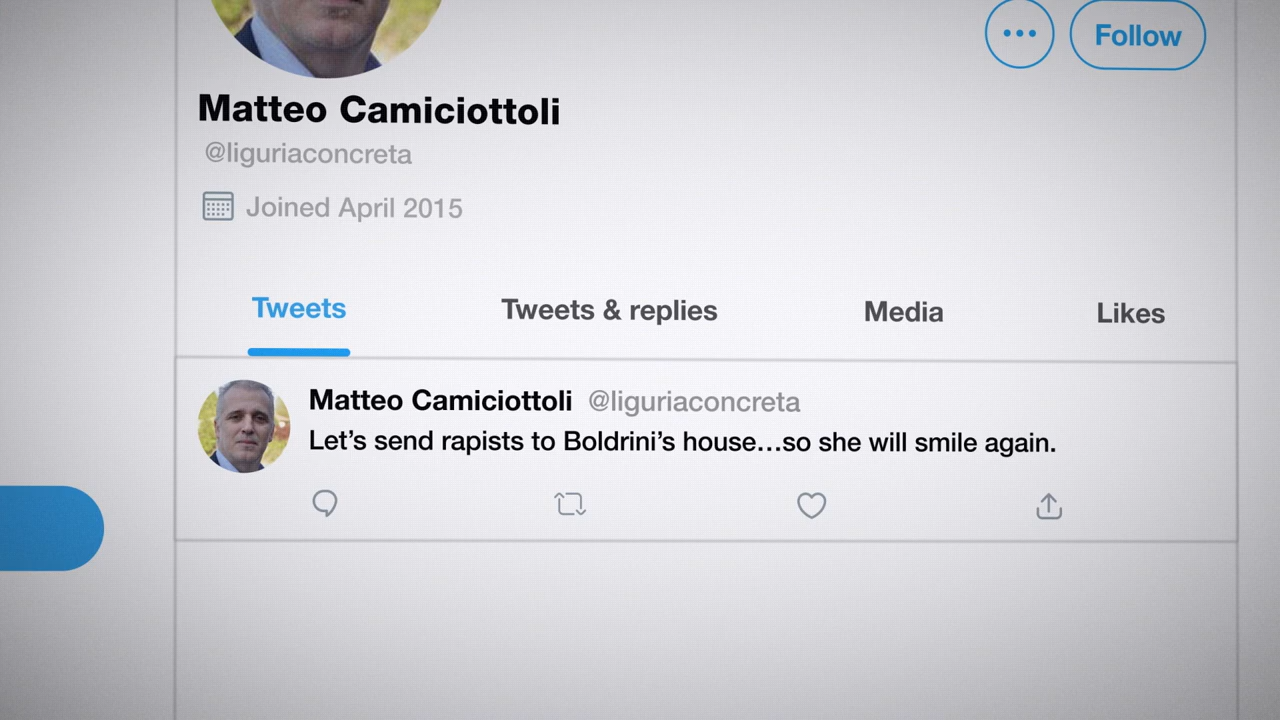 Follow
Matteo Camiciottoli
@liguriaconcreta
Joined April 2015
Tweets Tweets & replies Media Likes
Matteo Camiciottoli @liguriaconcreta
Let’s send rapists to Boldrini’s house...so she will smile again.